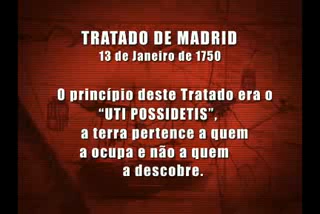 TRATADO DE MADRID
13 de Janeiro de 1750
O princípio deste Tratado era o
“UTI POSSIDETIS”,
a terra pertence a quem
a ocupa e não a quem
a descobre.